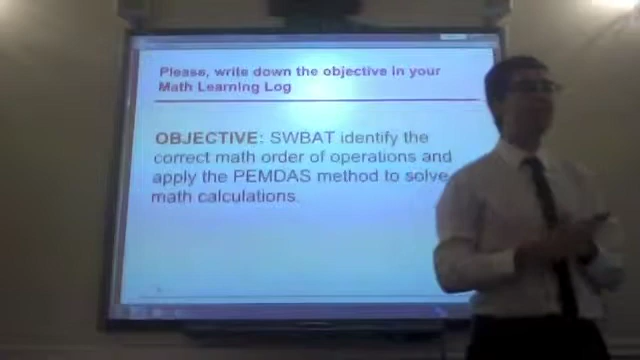 Please, write down the objective in your
Math Learning Log
OBJECTIVE: SWBAT identify the
correct math order of operations and
apply the PEMDAS method to solve
math calculations.